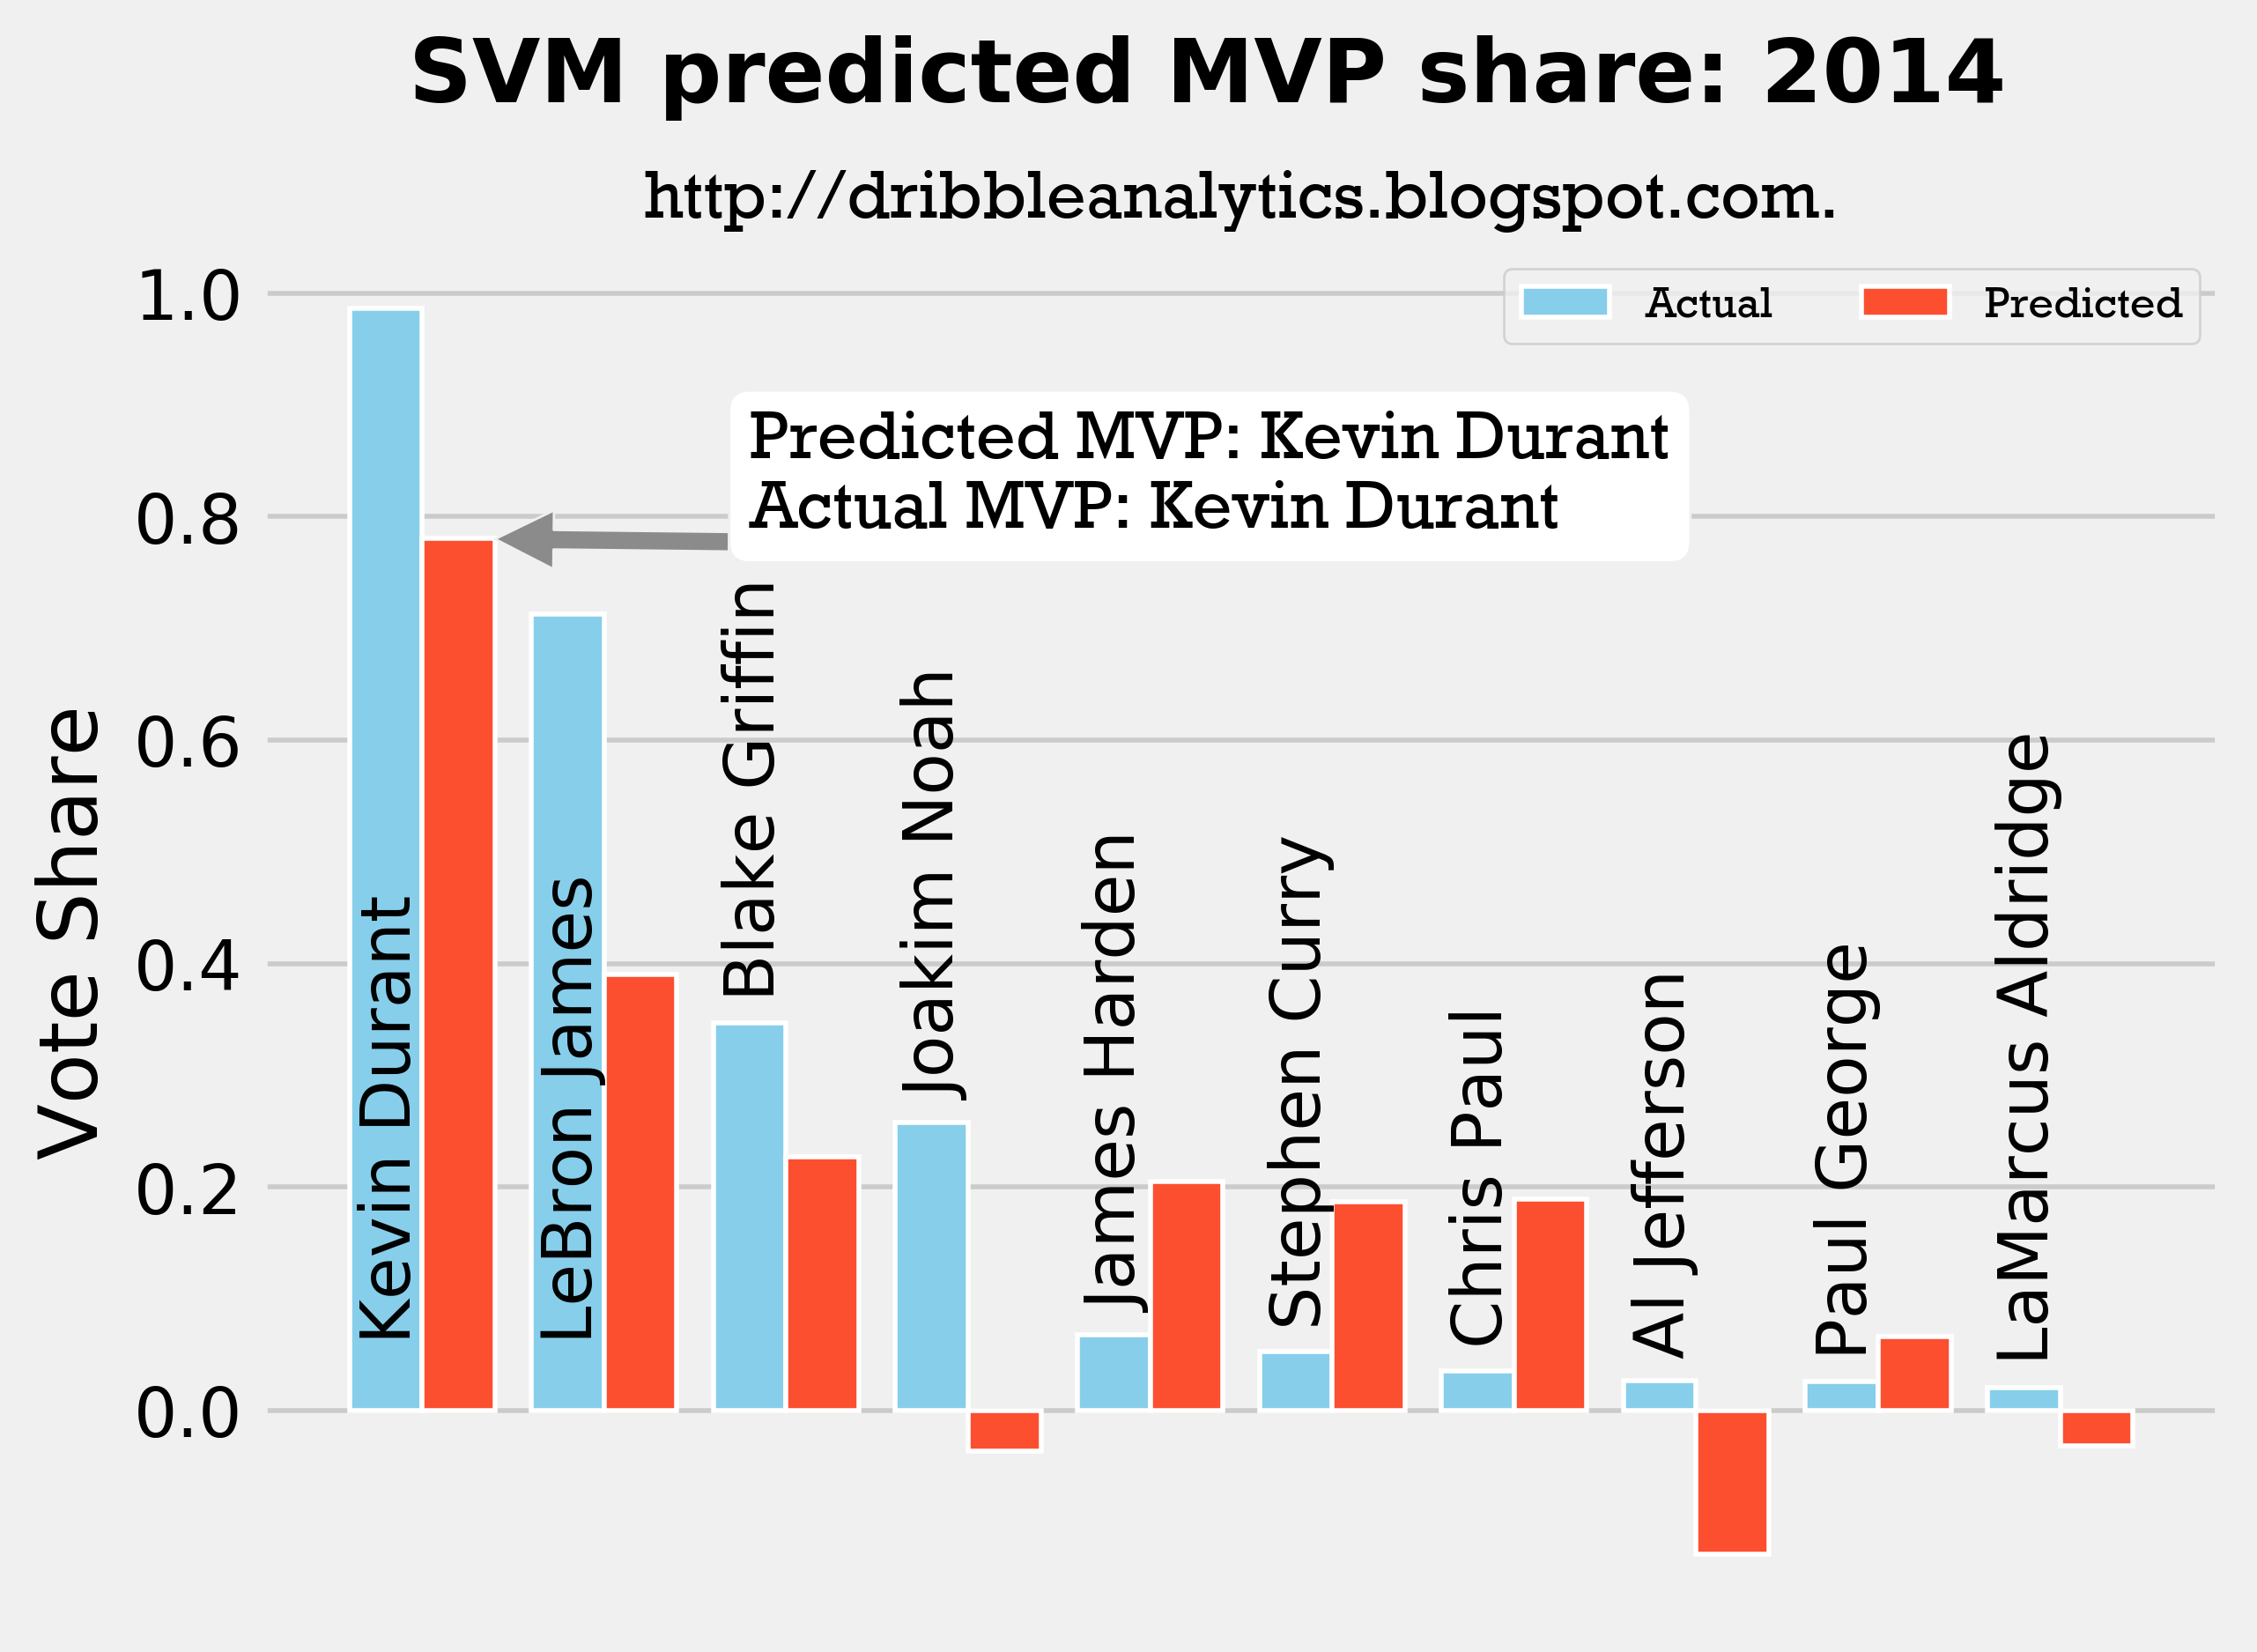 SVM predicted MVP share: 2014
http://dribbleanalytics.blogspot.com.
Actual
Predicted
Predicted MVP: Kevin Durant
Actual MVP: Kevin Durant
Vote Share
1.0
0.8
0.6
0.4
0.2
0.0
Kevin Durant
LeBron James
Blake Griffin
Joakim Noah
James Harden
Stephen Curry
Chris Paul
Al Jefferson
Paul George
LaMarcus Aldridge